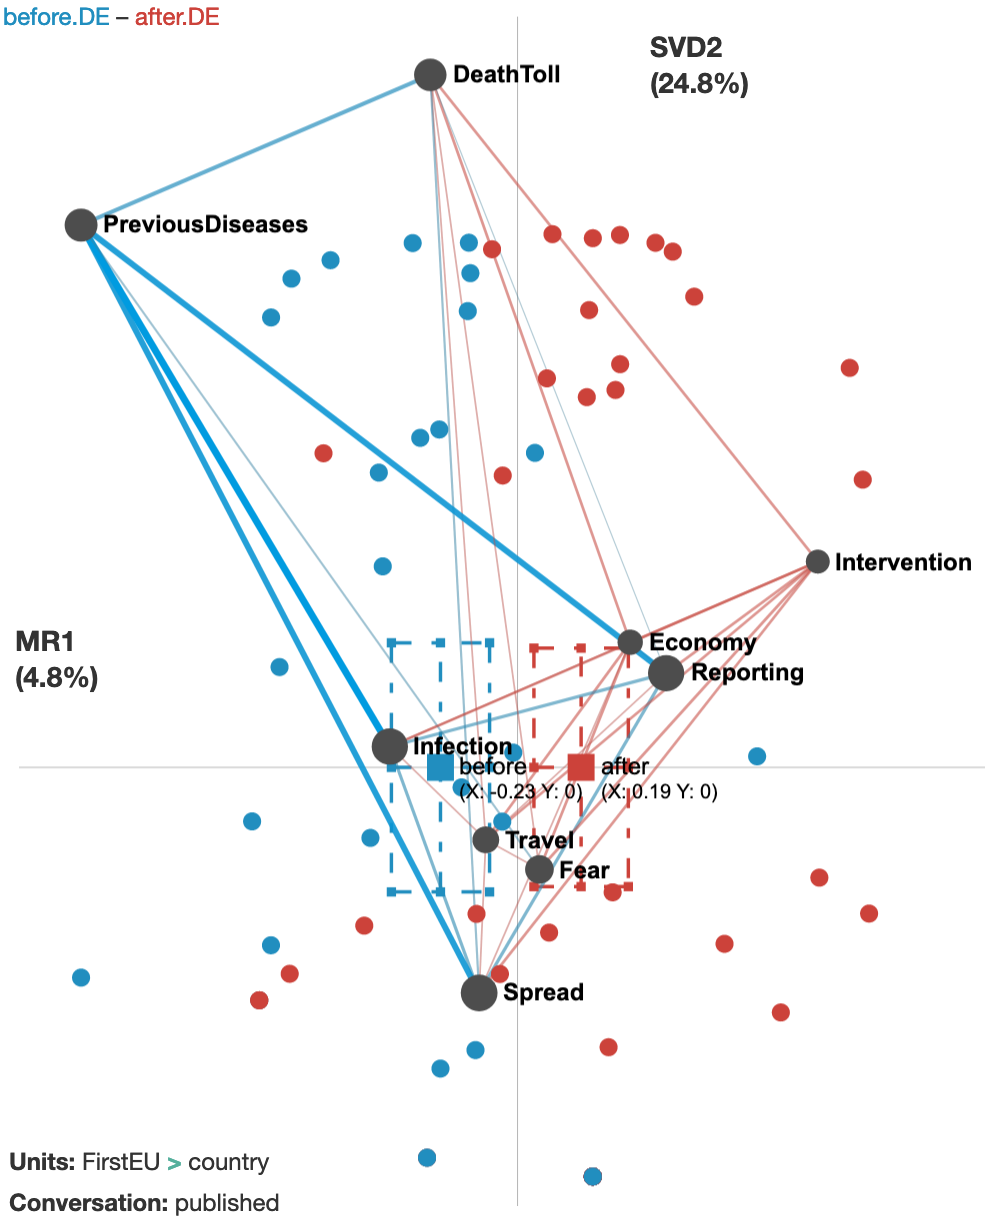 before.DE – after.DE
SVD2
(24.8%)
DeathToll
PreviousDiseases
Intervention
MR1
(4.8%)
Economy
Reporting
Infection
before
(X: -0.23 Y: 0)
after
(X: 0.19 Y: 0)
Travel
Fear
Spread
Units: FirstEU > country
Conversation: published